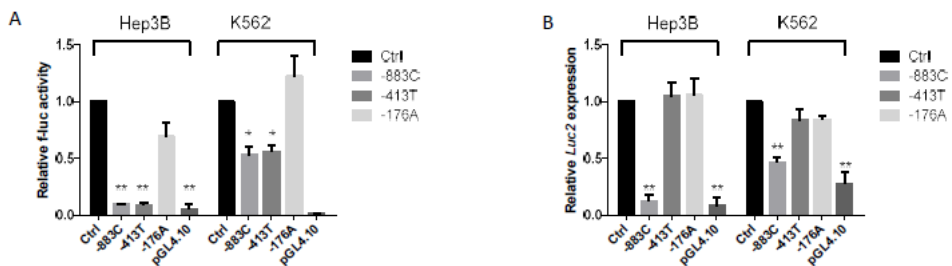 A
Hep3B
K562
Relative f-luc activity
1.5
1.0
0.5
0.0
**
**
**
*
*
Ctrl
-883C
-413T
-176A
pGL4.10
Ctrl
-883C
-413T
-176A
pGL4.10
Ctrl
-883C
-413T
-176A
B
Hep3B
K562
Relative Luc2 expression
1.5
1.0
0.5
0.0
**
**
**
**
Ctrl
-883C
-413T
-176A
pGL4.10
Ctrl
-883C
-413T
-176A
pGL4.10
Ctrl
-883C
-413T
-176A